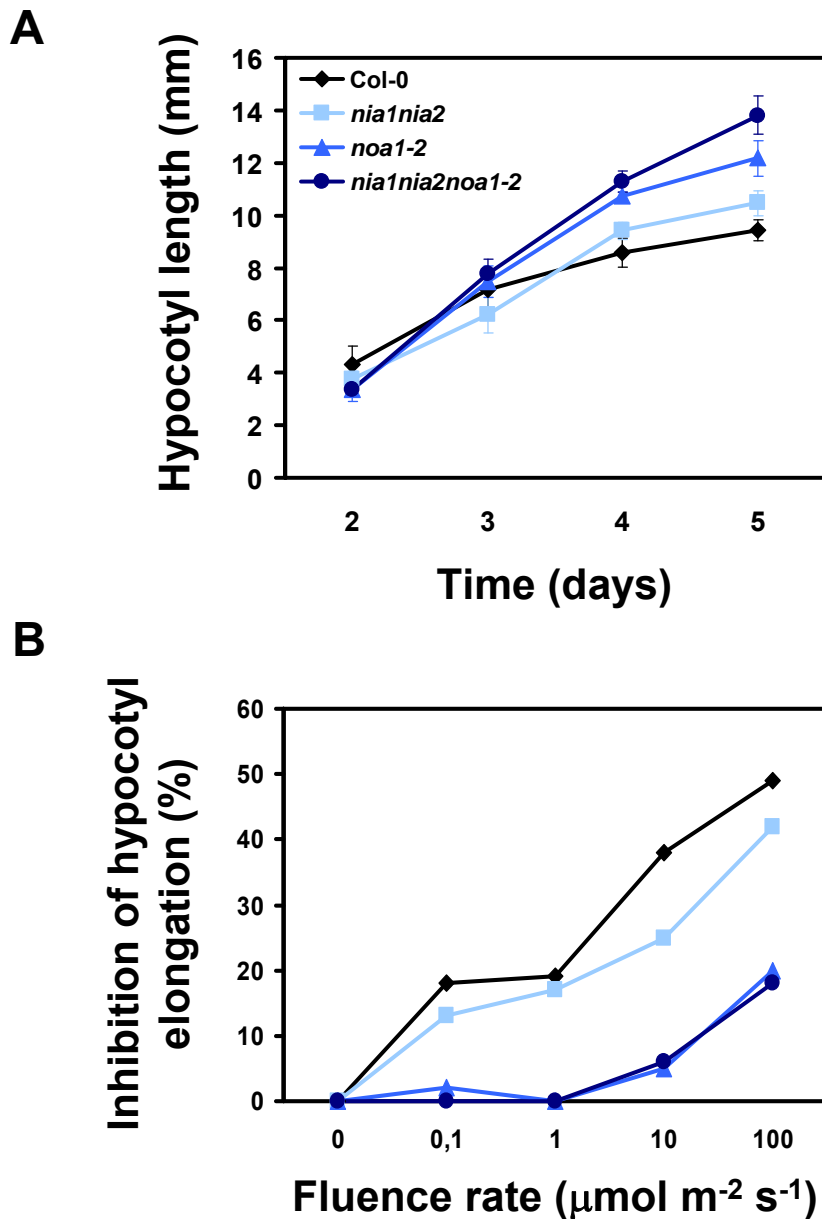 A
Hypocotyl length (mm)
16
14
12
10
8
6
4
2
0
Col-0
nia1nia2
noa1-2
nia1nia2noa1-2
2 3 4 5
Time (days)
B
Inhibition of hypocotyl
elongation (%)
60
50
40
30
20
10
0
0 0,1 1 10 100
Fluence rate (μmol m⁻² s⁻¹)